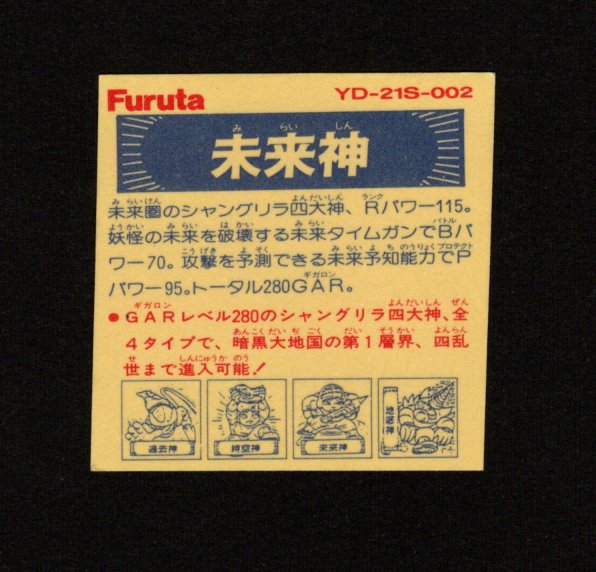 Furuta
YD-21S-002
未来神
未来圏のシャングリラ四大神、Rパワー115。
妖怪の未来を破壊する未来タイムガンでBパ
ワー70。攻撃を予測できる未来予知能力でP
パワー95。トータル280GAR。
●GARレベル280のシャングリラ四大神、全
4タイプで、暗黒大地国の第1層界、四乱
世まで進入可能!
過去神
時空神
未来神
地底神